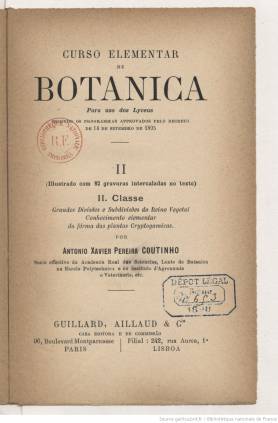 CURSO ELEMENTAR
DE
BOTANICA
Para uso dos Lyceus
SEGUNDO OS PROGRAMMAS APPROVADOS PELO DECRETO
DE 14 DE SETEMBRO DE 1895
R.F.
II
(Illustrado com 92 gravuras intercaladas no texto)
II. Classe
Grandes Divisões e Subdivisões do Reino Vegetal
Conhecimento elementar
da fórma das plantas Cryptogamicas.
POR
ANTONIO XAVIER PEREIRA COUTINHO
Socio effectivo da Academia Real das Sciencias, Lente de Botanica
na Escola Polytechnica e do Instituto d'Agronomia
e Veterinaria, etc.
DÉPOT LEGAL
GUILLARD, AILLAUD & Cia
CASA EDITORA E DE COMMISSÃO
96, Boulevard Montparnasse
PARIS
Filial : 242, rua Aurea, 1º
LISBOA
Source gallica.bnf.fr / Bibliothèque nationale de France